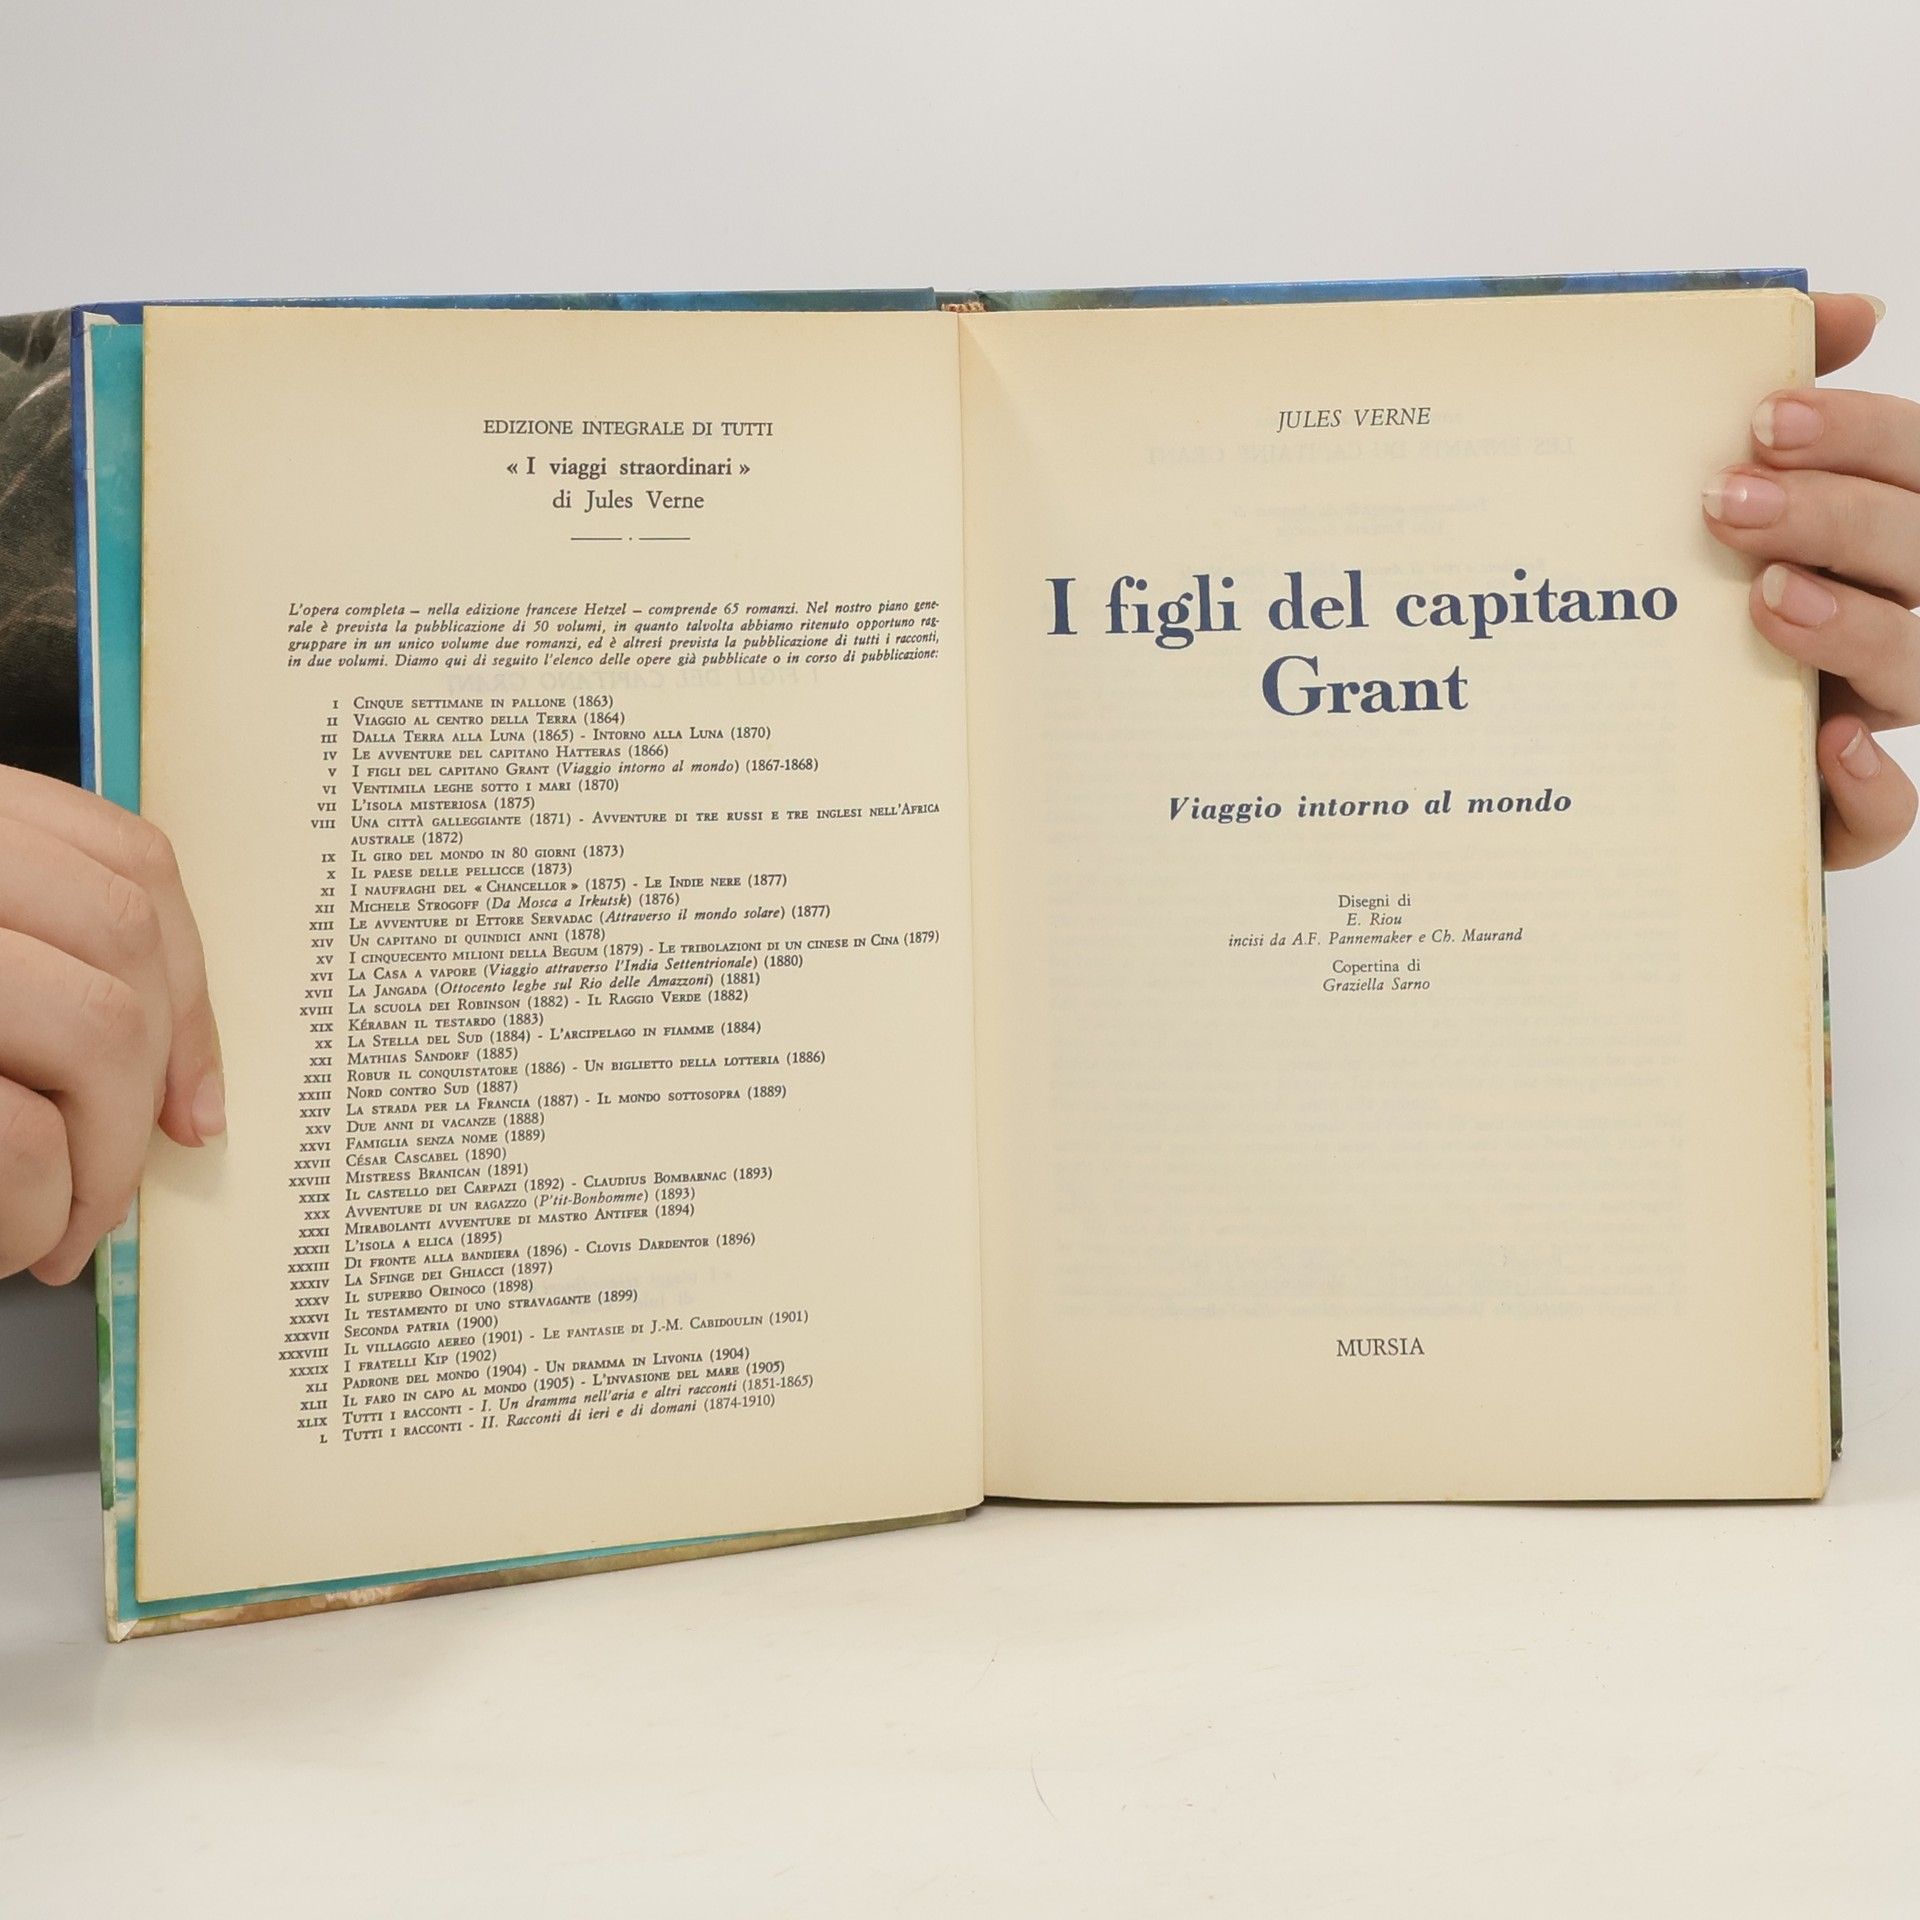 EDIZIONE INTEGRALE DI TUTTI
« I viaggi straordinari »
di Jules Verne
L'opera completa – nella edizione francese Hetzel – comprende 65 romanzi. Nel nostro piano gene-
rale è prevista la pubblicazione di 50 volumi, in quanto talvolta abbiamo ritenuto opportuno rag-
gruppare in un unico volume due romanzi, ed è altresì prevista la pubblicazione di tutti i racconti,
in due volumi. Diamo qui di seguito l'elenco delle opere già pubblicate o in corso di pubblicazione:
I CINQUE SETTIMANE IN PALLONE (1863)
II VIAGGIO AL CENTRO DELLA TERRA (1864)
III DALLA TERRA ALLA LUNA (1865) - INTORNO ALLA LUNA (1870)
IV LE AVVENTURE DEL CAPITANO HATTERAS (1866)
V I FIGLI DEL CAPITANO GRANT (Viaggio intorno al mondo) (1867-1868)
VI VENTIMILA LEGHE SOTTO I MARI (1870)
VII L'ISOLA MISTERIOSA (1875)
VIII UNA CITTÀ GALLEGGIANTE (1871) - AVVENTURE DI TRE RUSSI E TRE INGLESI NELL'AFRICA
AUSTRALE (1872)
IX IL GIRO DEL MONDO IN 80 GIORNI (1873)
X IL PAESE DELLE PELLICCE (1873)
XI I NAUFRAGHI DEL « CHANCELLOR » (1875) - LE INDIE NERE (1877)
XII MICHELE STROGOFF (Da Mosca a Irkutsk) (1876)
XIII LE AVVENTURE DI ETTORE SERVADAC (Attraverso il mondo solare) (1877)
XIV UN CAPITANO DI QUINDICI ANNI (1878)
XV I CINQUECENTO MILIONI DELLA BEGUM (1879) - LE TRIBOLAZIONI DI UN CINESE IN CINA (1879)
XVI LA CASA A VAPORE (Viaggio attraverso l'India Settentrionale) (1880)
XVII LA JANGADA (Ottocento leghe sul Rio delle Amazzoni) (1881)
XVIII LA SCUOLA DEI ROBINSON (1882) - IL RAGGIO VERDE (1882)
XIX KÉRABAN IL TESTARDO (1883)
XX LA STELLA DEL SUD (1884) - L'ARCIPELAGO IN FIAMME (1884)
XXI MATHIAS SANDORF (1885)
XXII ROBUR IL CONQUISTATORE (1886) - UN BIGLIETTO DELLA LOTTERIA (1886)
XXIII NORD CONTRO SUD (1887)
XXIV LA STRADA PER LA FRANCIA (1887) - IL MONDO SOTTOSOPRA (1889)
XXV DUE ANNI DI VACANZE (1888)
XXVI FAMIGLIA SENZA NOME (1889)
XXVII CÉSAR CASCABEL (1890)
XXVIII MISTRESS BRANICAN (1891)
XXIX IL CASTELLO DEI CARPAZI (1892) - CLAUDIUS BOMBARNAC (1893)
XXX AVVENTURE DI UN RAGAZZO (P'tit-Bonhomme) (1893)
XXXI MIRABOLANTI AVVENTURE DI MASTRO ANTIFER (1894)
XXXII L'ISOLA A ELICA (1895)
XXXIII DI FRONTE ALLA BANDIERA (1896) - CLOVIS DARDENTOR (1896)
XXXIV LA SFINGE DEI GHIACCI (1897)
XXXV IL SUPERBO ORINOCO (1898)
XXXVI IL TESTAMENTO DI UNO STRAVAGANTE (1899)
XXXVII SECONDA PATRIA (1900)
XXXVIII IL VILLAGGIO AEREO (1901) - LE FANTASIE DI J.-M. CABIDOULIN (1901)
XXXIX I FRATELLI KIP (1902)
XLI PADRONE DEL MONDO (1904) - UN DRAMMA IN LIVONIA (1904)
XLII IL FARO IN CAPO AL MONDO (1905) - L'INVASIONE DEL MARE (1905)
XLIX TUTTI I RACCONTI - I. Un dramma nell'aria e altri racconti (1851-1865)
L TUTTI I RACCONTI - II. Racconti di ieri e di domani (1874-1910)
JULES VERNE
I figli del capitano
Grant
Viaggio intorno al mondo
Disegni di
E. Riou
incisi da A.F. Pannemaker e Ch. Maurand
Copertina di
Graziella Sarno
MURSIA